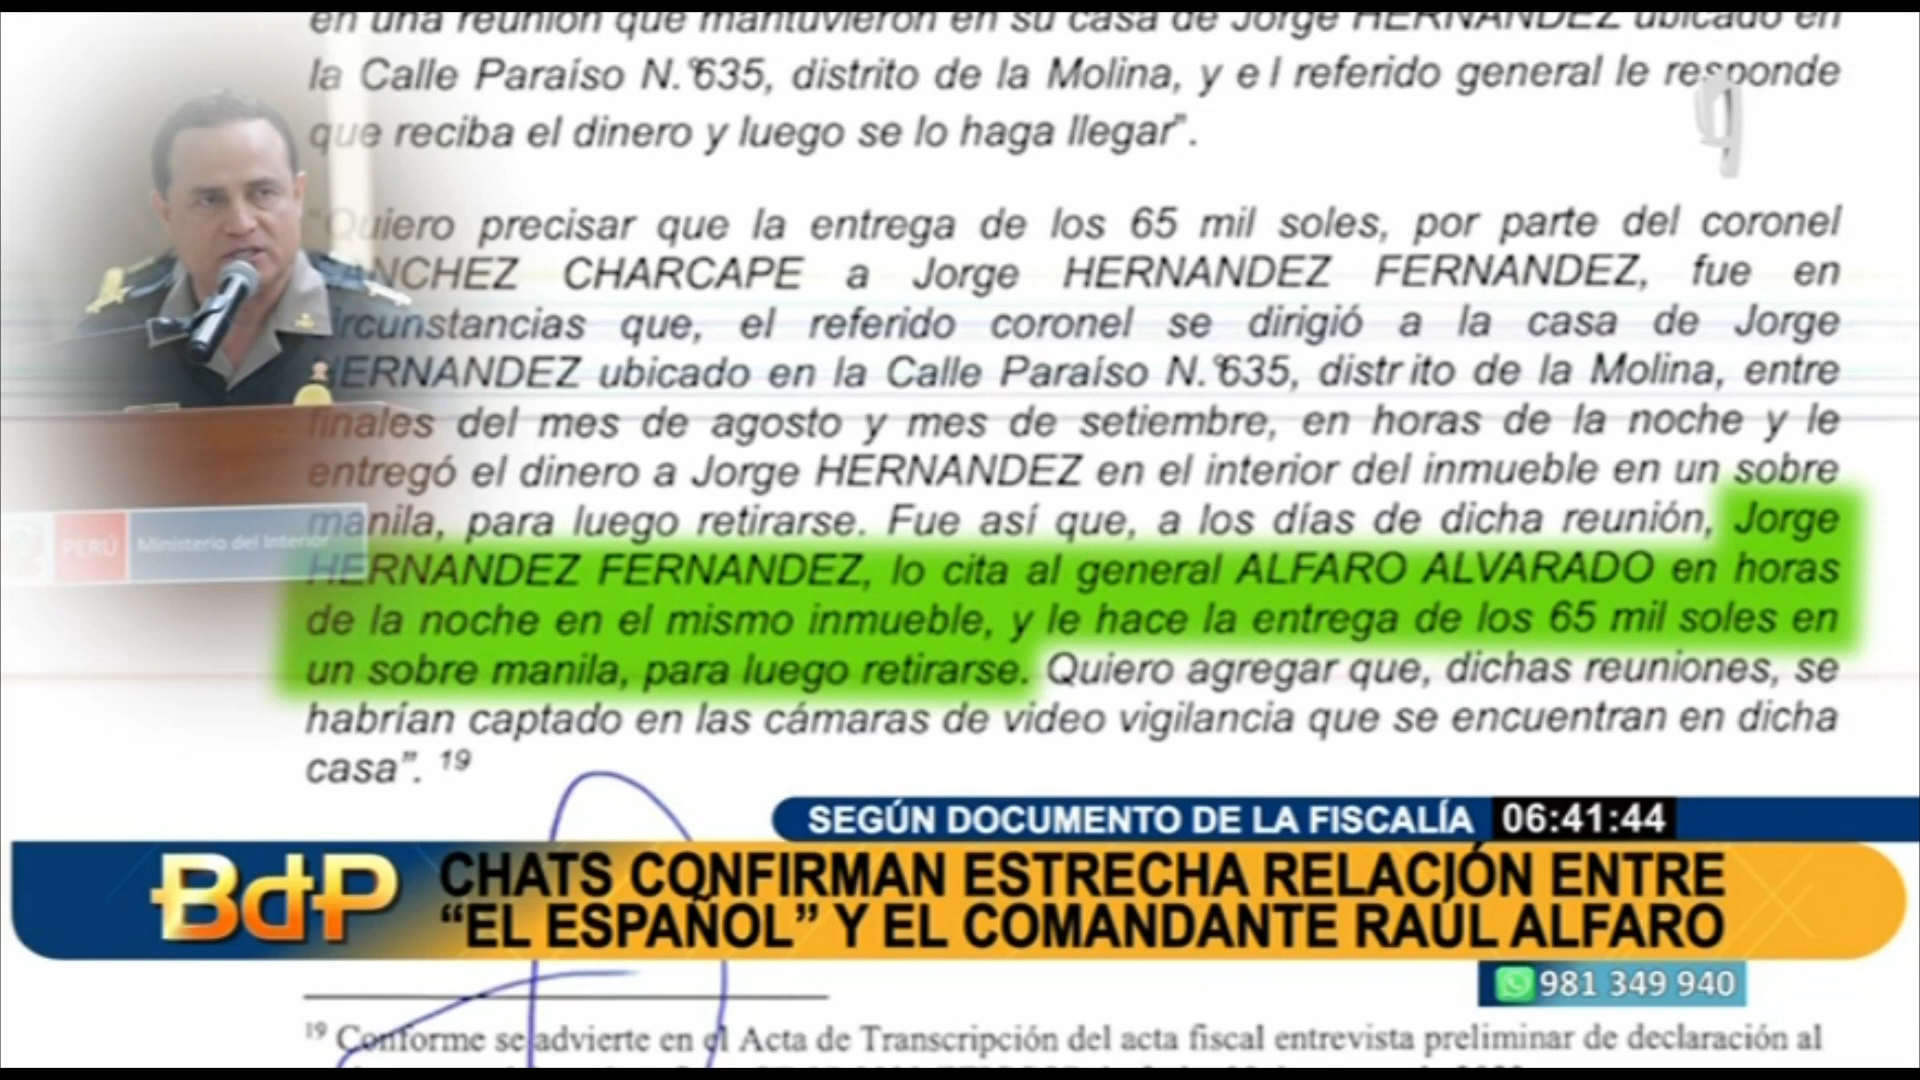 en una reunión que mantuvieron en su casa de Jorge HERNANDEZ ubicado en
la Calle Paraíso N.°635, distrito de la Molina, y e l referido general le responde
que reciba el dinero y luego se lo haga llegar”.
“Quiero precisar que la entrega de los 65 mil soles, por parte del coronel
SANCHEZ CHARCAPE a Jorge HERNANDEZ FERNANDEZ, fue en
circunstancias que, el referido coronel se dirigió a la casa de Jorge
HERNANDEZ ubicado en la Calle Paraíso N.°635, distr ito de la Molina, entre
finales del mes de agosto y mes de setiembre, en horas de la noche y le
entregó el dinero a Jorge HERNANDEZ en el interior del inmueble en un sobre
manila, para luego retirarse. Fue así que, a los días de dicha reunión, Jorge
HERNANDEZ FERNANDEZ, lo cita al general ALFARO ALVARADO en horas
de la noche en el mismo inmueble, y le hace la entrega de los 65 mil soles en
un sobre manila, para luego retirarse. Quiero agregar que, dichas reuniones, se
habrían captado en las cámaras de video vigilancia que se encuentran en dicha
casa”. 19
PERÚ Ministerio del Interior
SEGÚN DOCUMENTO DE LA FISCALÍA 06:41:44
BdP
CHATS CONFIRMAN ESTRECHA RELACIÓN ENTRE
“EL ESPAÑOL” Y EL COMANDANTE RAÚL ALFARO
981 349 940
19 Conforme se advierte en el Acta de Transcripción del acta fiscal entrevista preliminar de declaración al